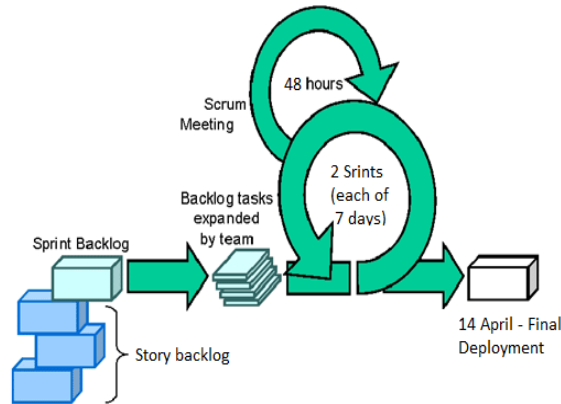 48 hours
Scrum
Meeting
2 Srints
(each of
7 days)
Backlog tasks
expanded
by team
Sprint Backlog
Story backlog
14 April - Final
Deployment